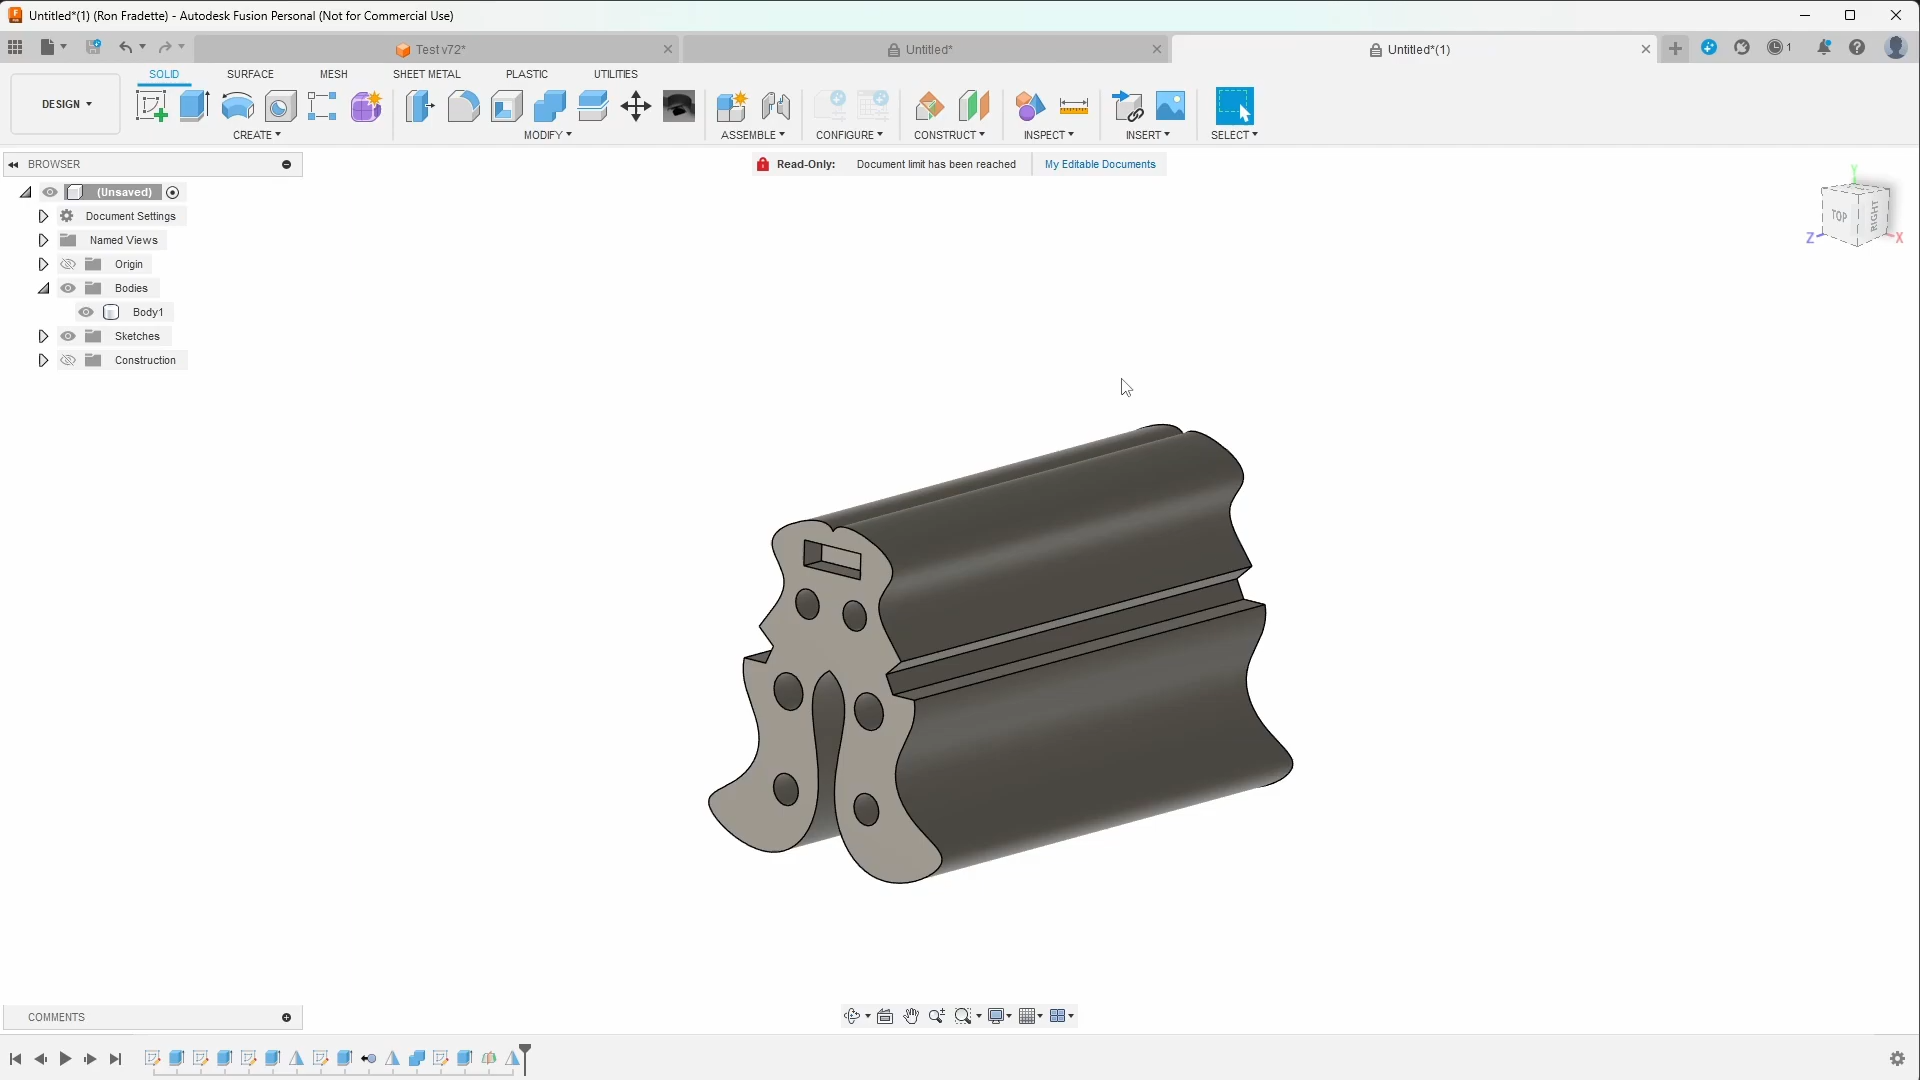 Untitled*(1) (Ron Fradette) - Autodesk Fusion Personal (Not for Commercial Use)
Test v72*
Untitled*
Untitled*(1)
1
DESIGN
SOLID
SURFACE
MESH
SHEET METAL
PLASTIC
UTILITIES
CREATE
MODIFY
ASSEMBLE
CONFIGURE
CONSTRUCT
INSPECT
INSERT
SELECT
BROWSER
Read-Only: Document limit has been reached My Editable Documents
(Unsaved)
Document Settings
Named Views
Origin
Bodies
Body1
Sketches
Construction
Y
TOP
RIGHT
Z
X
COMMENTS